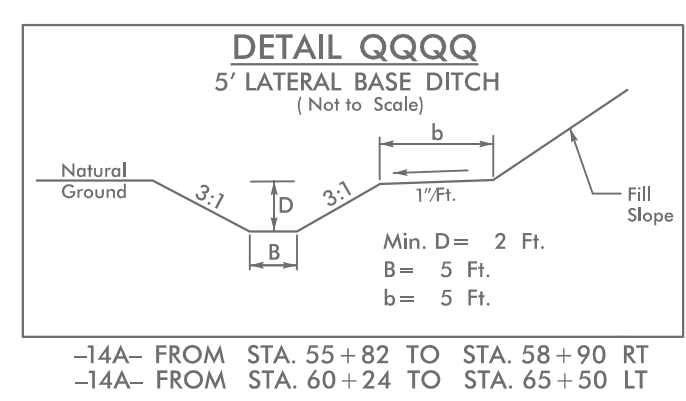 DETAIL QQQQ
5' LATERAL BASE DITCH
( Not to Scale)
b
Natural
Ground
3:1
D
3:1
1"/Ft.
Fill
Slope
B
Min. D= 2 Ft.
B= 5 Ft.
b= 5 Ft.
–14A– FROM STA. 55+82 TO STA. 58+90 RT
–14A– FROM STA. 60+24 TO STA. 65+50 LT